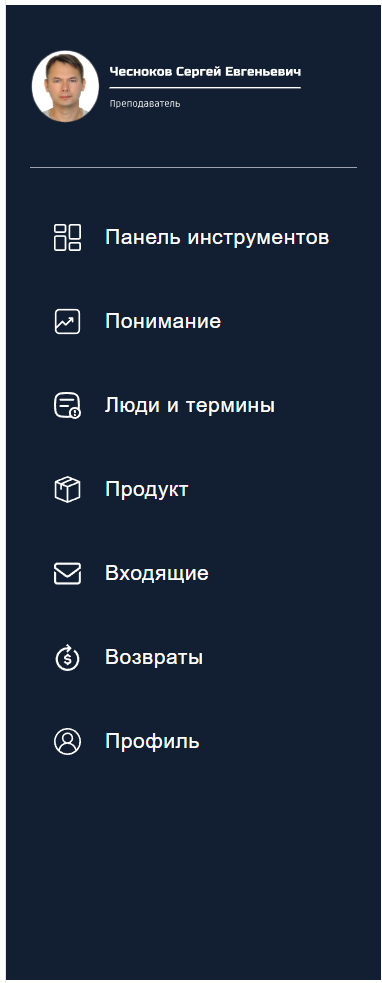 Чесноков Сергей Евгеньевич
Преподаватель
Панель инструментов
Понимание
Люди и термины
Продукт
Входящие
Возвраты
Профиль